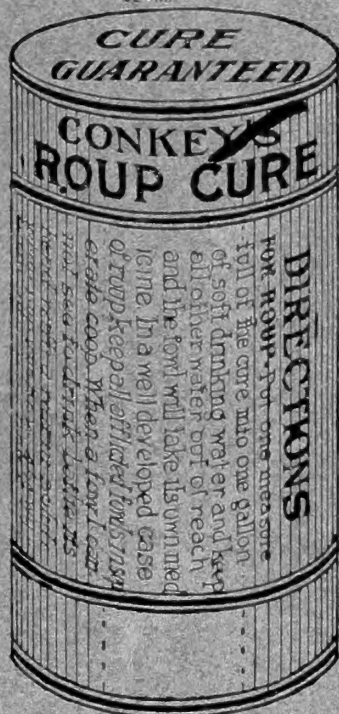 CURE
GUARANTEED
CONKEY'S
ROUP CURE
DIRECTIONS
FOR ROUP-Put one measure
full of the cure into one gallon
of soft drinking water and keep
all other water out of reach
and the fowl will take its own med
icine. In a well developed case
of roup keep all afflicted fowls in sep
erate coop. When a fowl can
not see to drink